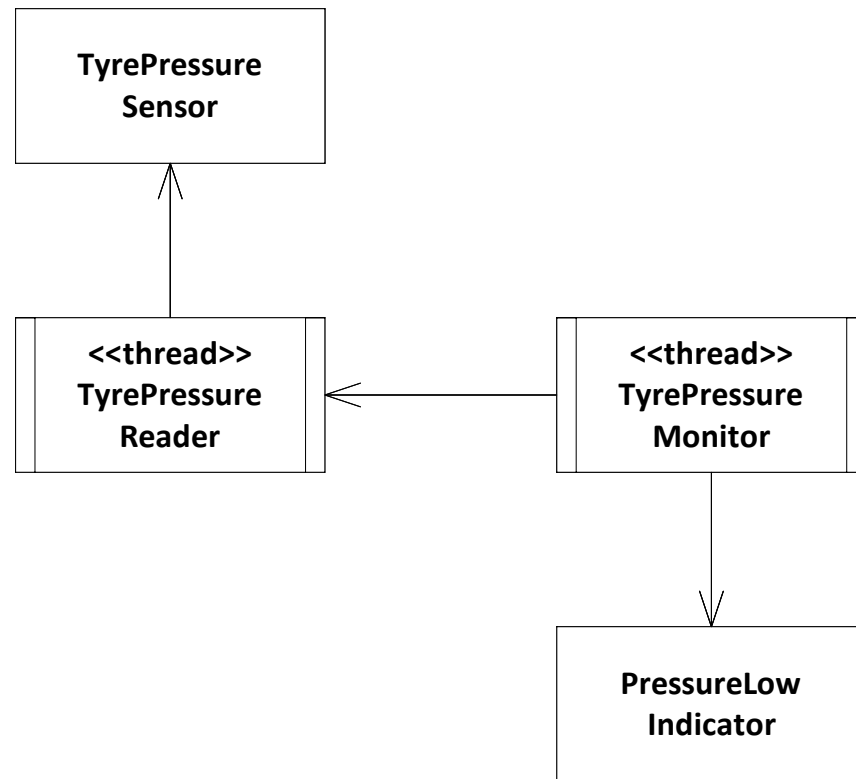 TyrePressure
Sensor
<<thread>>
TyrePressure
Reader
<<thread>>
TyrePressure
Monitor
PressureLow
Indicator